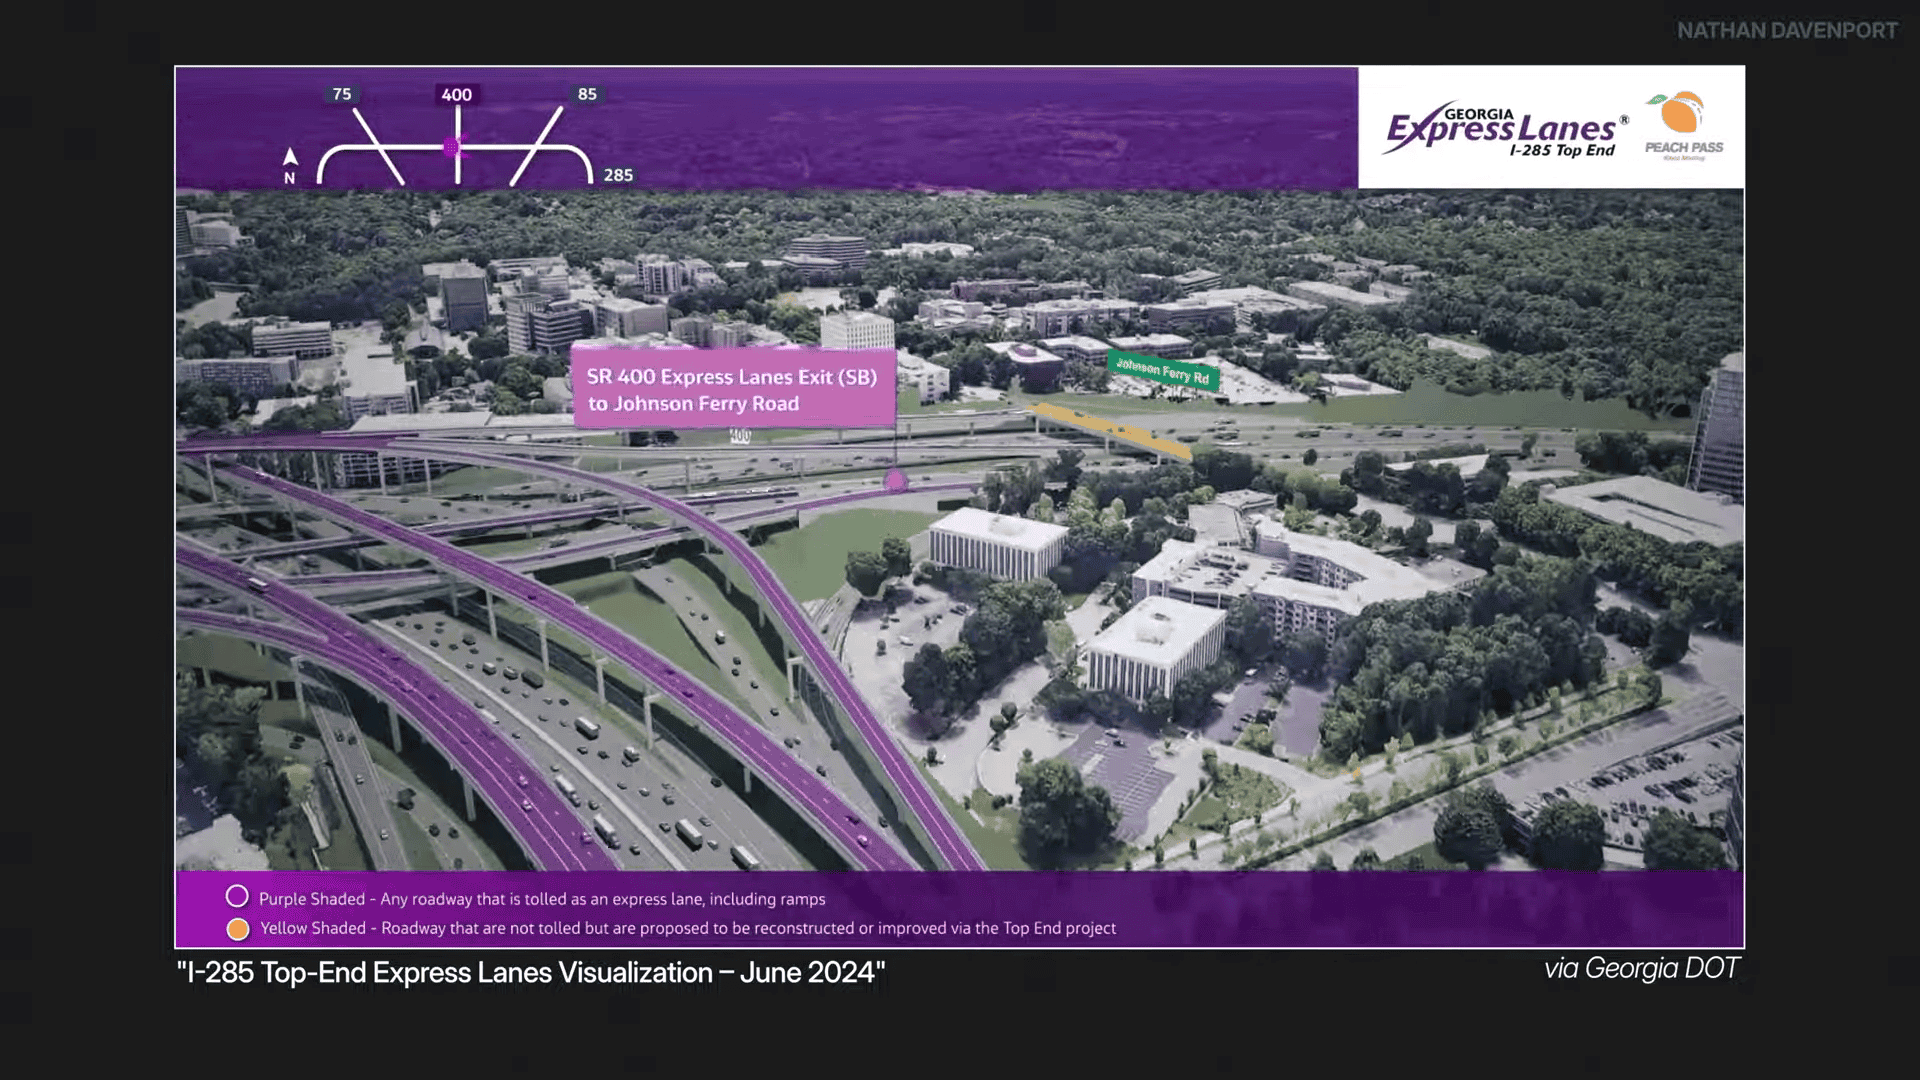 NATHAN DAVENPORT
75
400
85
N
285
GEORGIA
Express Lanes®
I-285 Top End
PEACH PASS
SR 400 Express Lanes Exit (SB)
to Johnson Ferry Road
Johnson Ferry Rd
400
Purple Shaded - Any roadway that is tolled as an express lane, including ramps
Yellow Shaded - Roadway that are not tolled but are proposed to be reconstructed or improved via the Top End project
"I-285 Top-End Express Lanes Visualization – June 2024"
via Georgia DOT